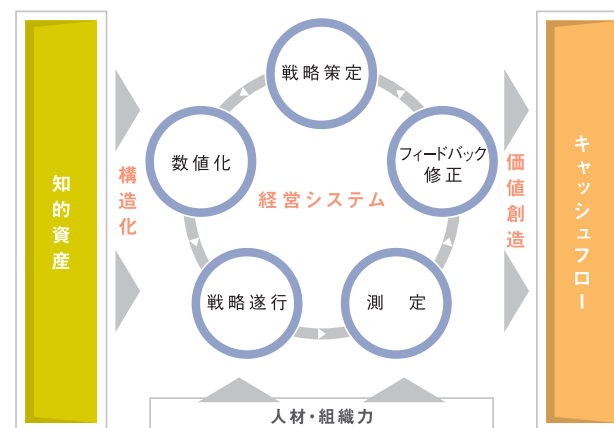 知的資産
構造化
戦略策定
数値化
フィードバック
修正
経営システム
戦略遂行
測　定
価値創造
キャッシュフロー
人材・組織力